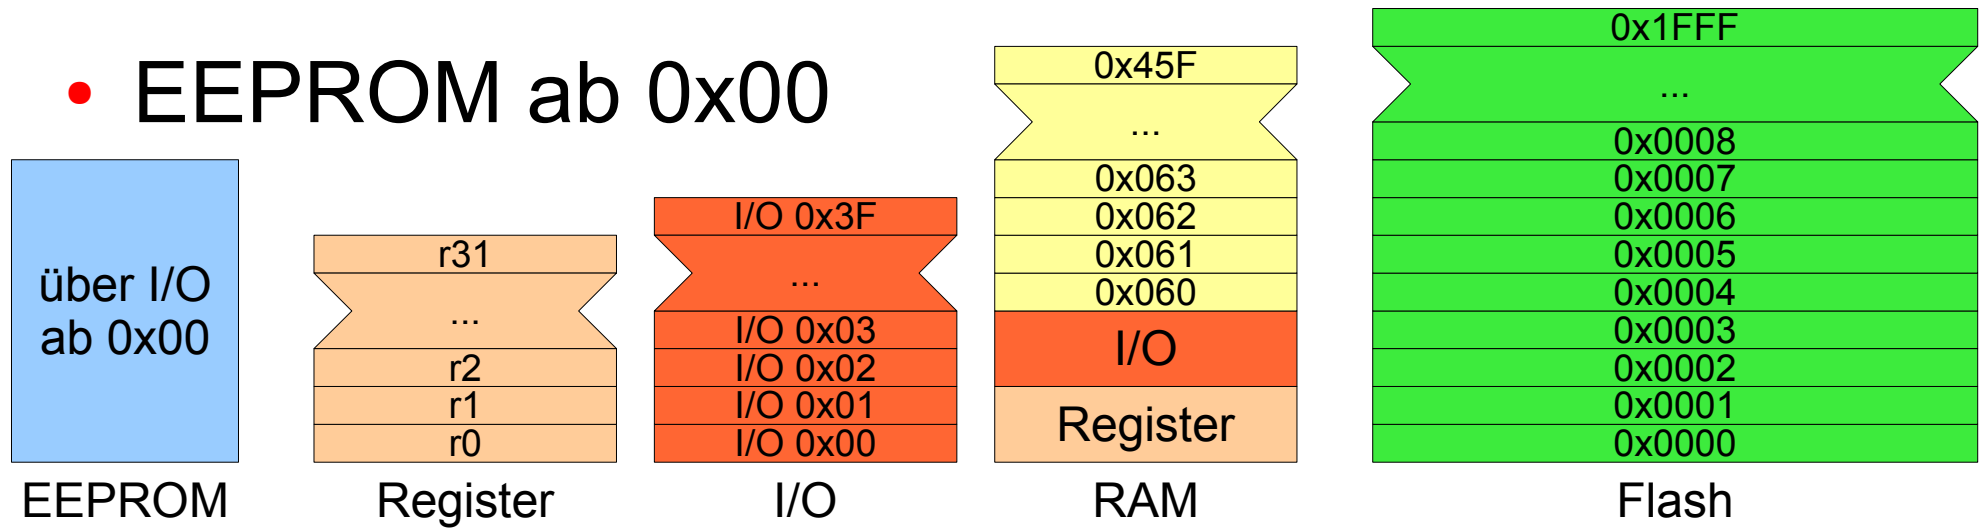 • EEPROM ab 0x00
über I/O
ab 0x00
EEPROM
r31
...
r2
r1
r0
Register
I/O 0x3F
...
I/O 0x03
I/O 0x02
I/O 0x01
I/O 0x00
I/O
0x45F
...
0x063
0x062
0x061
0x060
I/O
Register
RAM
0x1FFF
...
0x0008
0x0007
0x0006
0x0005
0x0004
0x0003
0x0002
0x0001
0x0000
Flash